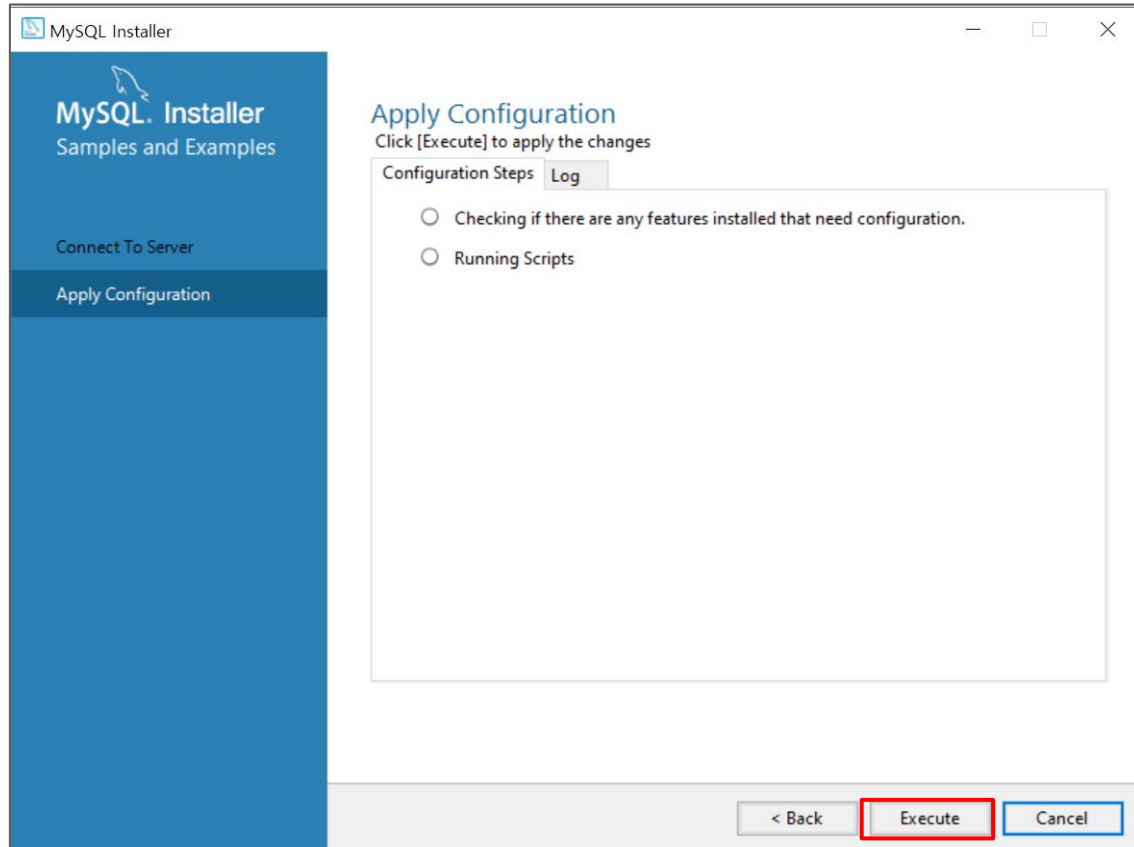 MySQL Installer
MySQL. Installer
Samples and Examples
Connect To Server
Apply Configuration
Apply Configuration
Click [Execute] to apply the changes
Configuration Steps
Log
Checking if there are any features installed that need configuration.
Running Scripts
< Back
Execute
Cancel